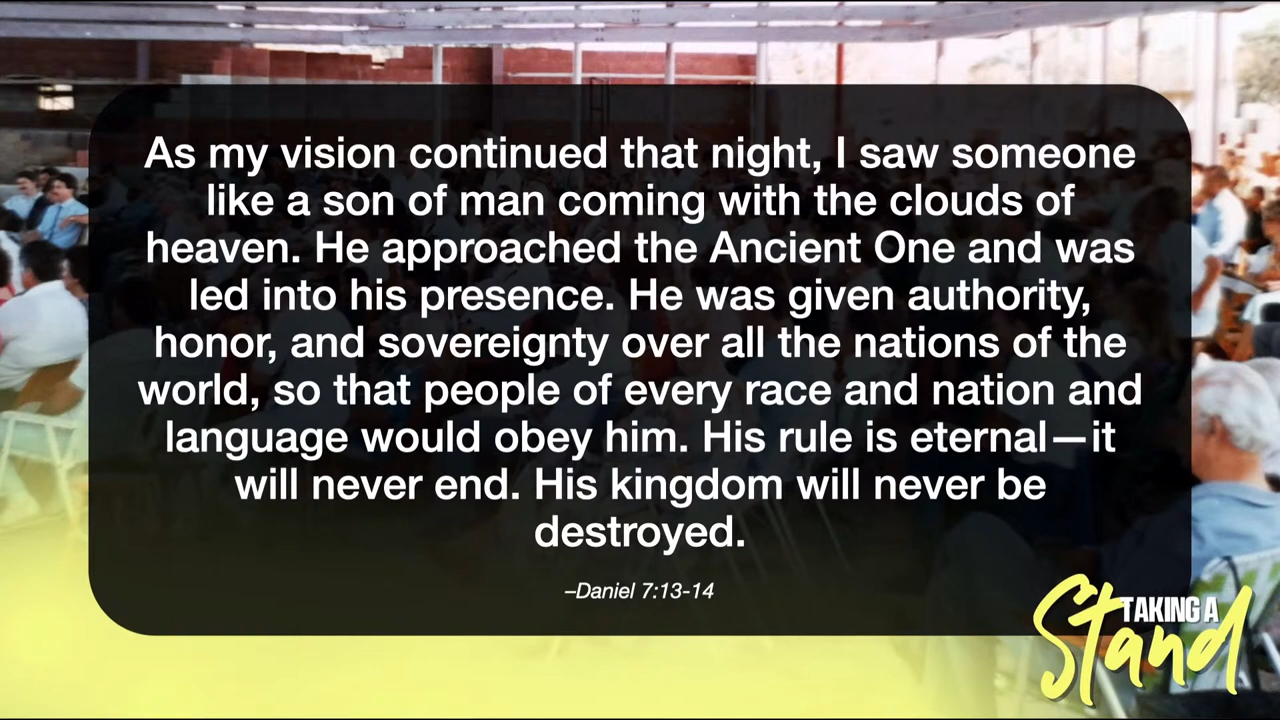 As my vision continued that night, I saw someone
like a son of man coming with the clouds of
heaven. He approached the Ancient One and was
led into his presence. He was given authority,
honor, and sovereignty over all the nations of the
world, so that people of every race and nation and
language would obey him. His rule is eternal—it
will never end. His kingdom will never be
destroyed.
–Daniel 7:13-14
TAKING A
Stand